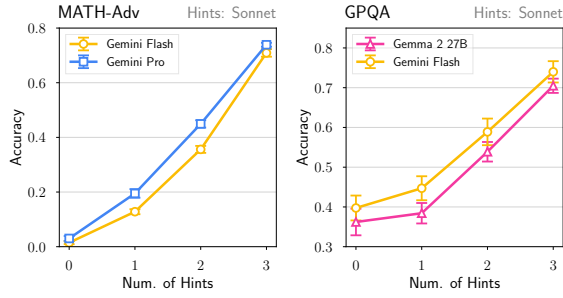 MATH-Adv Hints: Sonnet
Gemini Flash
Gemini Pro
Accuracy
0.8
0.6
0.4
0.2
0.0
0 1 2 3
Num. of Hints
GPQA Hints: Sonnet
Gemma 2 27B
Gemini Flash
Accuracy
0.8
0.7
0.6
0.5
0.4
0.3
0 1 2 3
Num. of Hints